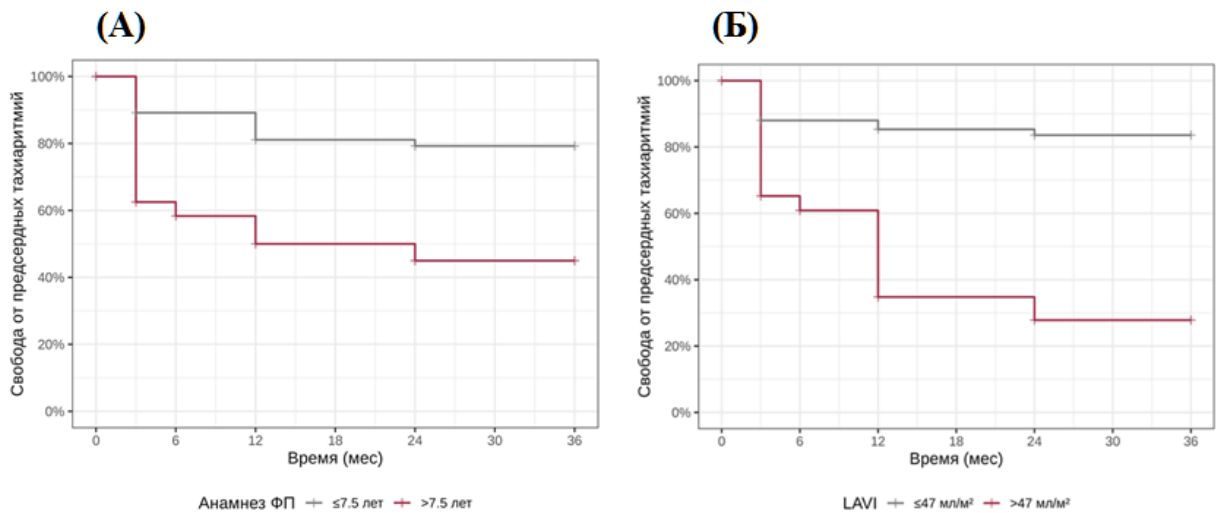 (А)
Свобода от предсердных тахиаритмий
100%
80%
60%
40%
20%
0%
0 6 12 18 24 30 36
Время (мес)
Анамнез ФП ≤7.5 лет >7.5 лет
(Б)
Свобода от предсердных тахиаритмий
100%
80%
60%
40%
20%
0%
0 6 12 18 24 30 36
Время (мес)
LAVI ≤47 мл/м² >47 мл/м²